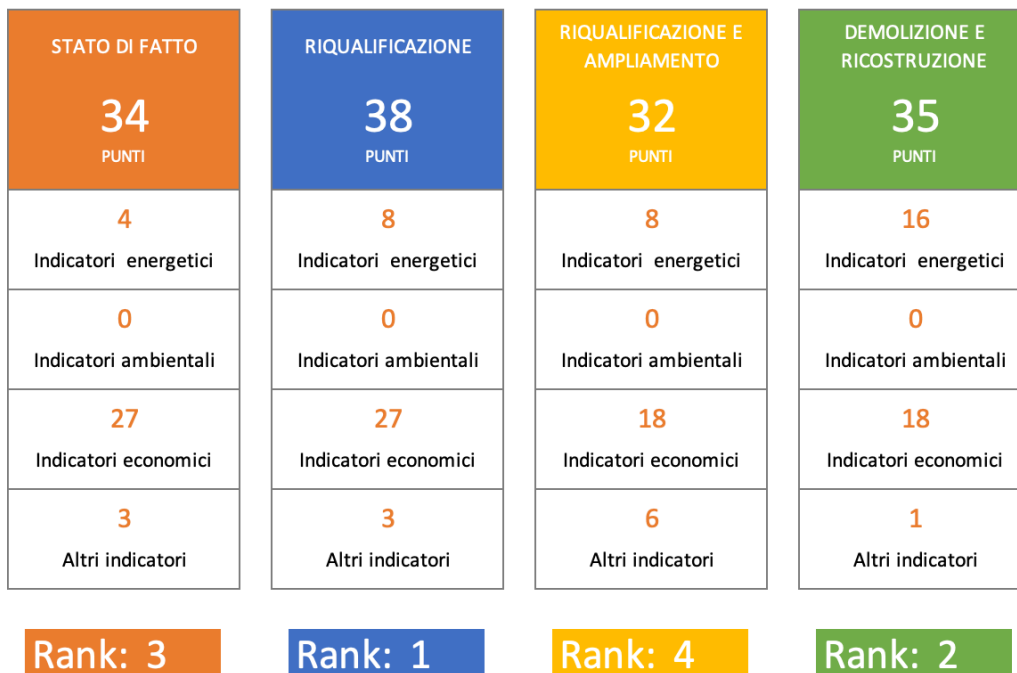 STATO DI FATTO
34
PUNTI
4
Indicatori energetici
0
Indicatori ambientali
27
Indicatori economici
3
Altri indicatori
Rank: 3
RIQUALIFICAZIONE
38
PUNTI
8
Indicatori energetici
0
Indicatori ambientali
27
Indicatori economici
3
Altri indicatori
Rank: 1
RIQUALIFICAZIONE E
AMPLIAMENTO
32
PUNTI
8
Indicatori energetici
0
Indicatori ambientali
18
Indicatori economici
6
Altri indicatori
Rank: 4
DEMOLIZIONE E
RICOSTRUZIONE
35
PUNTI
16
Indicatori energetici
0
Indicatori ambientali
18
Indicatori economici
1
Altri indicatori
Rank: 2